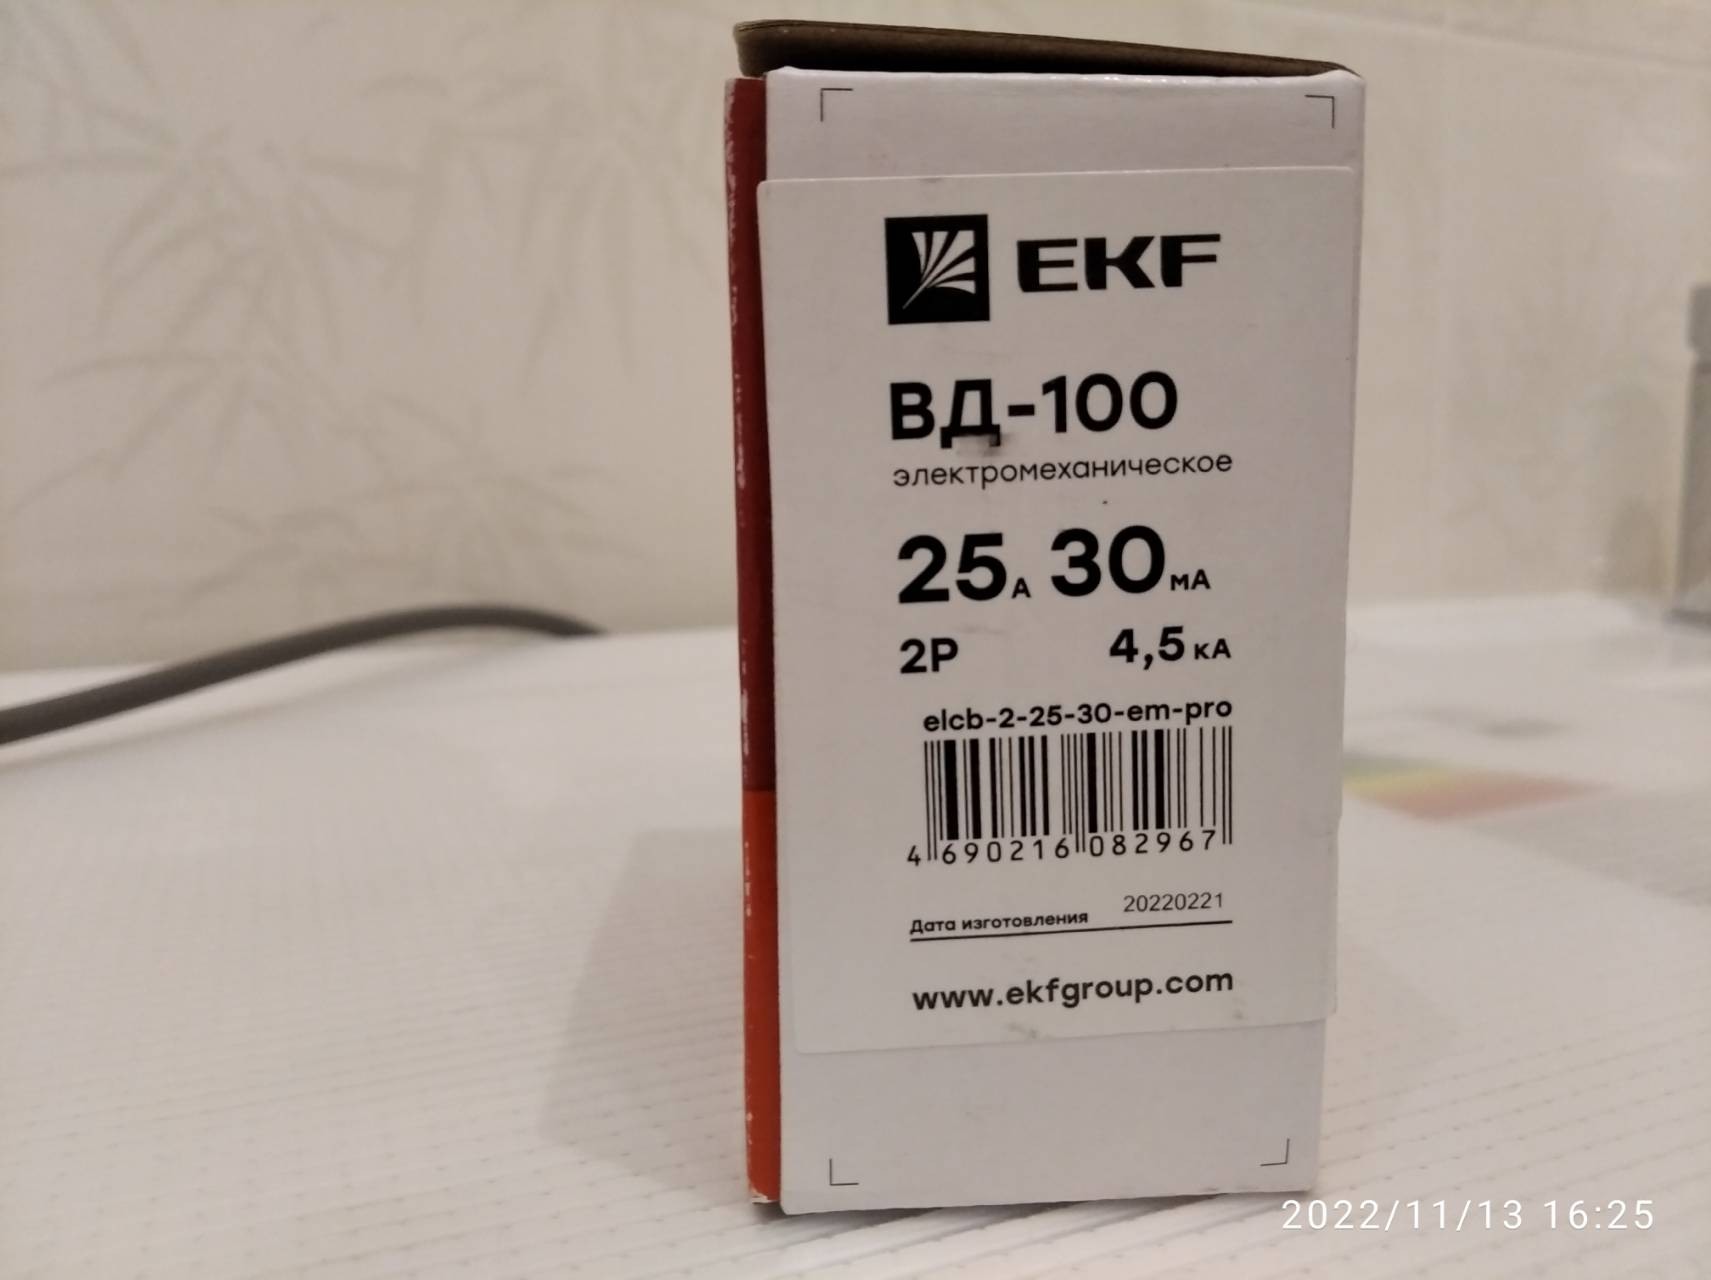 EKF
ВД-100
электромеханическое
25А 30мА
2P 4,5кА
elcb-2-25-30-em-pro
4 690216 082967
Дата изготовления 20220221
www.ekfgroup.com
2022/11/13 16:25